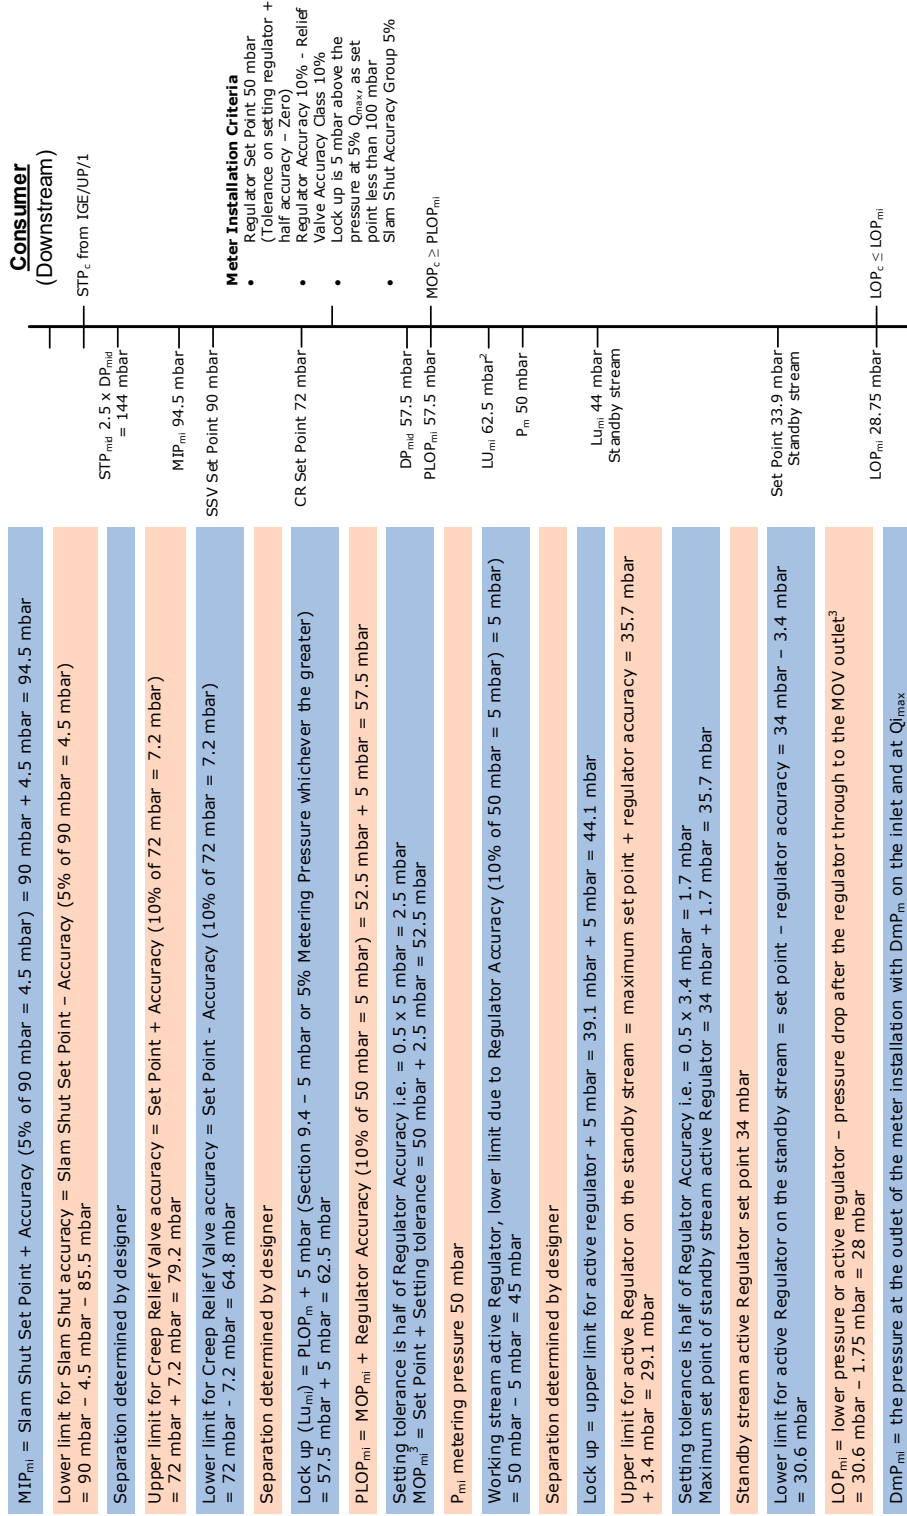 MIPmi = Slam Shut Set Point + Accuracy (5% of 90 mbar = 4.5 mbar) = 90 mbar + 4.5 mbar = 94.5 mbar
Lower limit for Slam Shut accuracy = Slam Shut Set Point – Accuracy (5% of 90 mbar = 4.5 mbar)
= 90 mbar – 4.5 mbar – 85.5 mbar
Separation determined by designer
Upper limit for Creep Relief Valve accuracy = Set Point + Accuracy (10% of 72 mbar = 7.2 mbar)
= 72 mbar + 7.2 mbar = 79.2 mbar
Lower limit for Creep Relief Valve accuracy = Set Point - Accuracy (10% of 72 mbar = 7.2 mbar)
= 72 mbar - 7.2 mbar = 64.8 mbar
Separation determined by designer
Lock up (Lumi) = PLOPm + 5 mbar (Section 9.4 – 5 mbar or 5% Metering Pressure whichever the greater)
= 57.5 mbar + 5 mbar = 62.5 mbar
PLOPmi = MOPmi + Regulator Accuracy (10% of 50 mbar = 5 mbar) = 52.5 mbar + 5 mbar = 57.5 mbar
Setting tolerance is half of Regulator Accuracy i.e. = 0.5 x 5 mbar = 2.5 mbar
MOPmi³ = Set Point + Setting tolerance = 50 mbar + 2.5 mbar = 52.5 mbar
Pmi metering pressure 50 mbar
Working stream active Regulator, lower limit due to Regulator Accuracy (10% of 50 mbar = 5 mbar) = 5 mbar)
= 50 mbar – 5 mbar = 45 mbar
Separation determined by designer
Lock up = upper limit for active regulator + 5 mbar = 39.1 mbar + 5 mbar = 44.1 mbar
Upper limit for active Regulator on the standby stream = maximum set point + regulator accuracy = 35.7 mbar
+ 3.4 mbar = 29.1 mbar
Setting tolerance is half of Regulator Accuracy i.e. = 0.5 x 3.4 mbar = 1.7 mbar
Maximum set point of standby stream active Regulator = 34 mbar + 1.7 mbar = 35.7 mbar
Standby stream active Regulator set point 34 mbar
Lower limit for active Regulator on the standby stream = set point – regulator accuracy = 34 mbar – 3.4 mbar
= 30.6 mbar
LOPmi = lower pressure or active regulator – pressure drop after the regulator through to the MOV outlet³
= 30.6 mbar – 1.75 mbar = 28 mbar
DmPmi = the pressure at the outlet of the meter installation with DmPm on the inlet and at Qimax
STPmid 2.5 x DPmid
= 144 mbar
MIPmi 94.5 mbar
SSV Set Point 90 mbar
CR Set Point 72 mbar
DPmid 57.5 mbar
PLOPmi 57.5 mbar
LUmi 62.5 mbar²
Pm 50 mbar
Lumi 44 mbar
Standby stream
Set Point 33.9 mbar
Standby stream
LOPmi 28.75 mbar
Consumer
(Downstream)
STPc from IGE/UP/1
Meter Installation Criteria
• Regulator Set Point 50 mbar
(Tolerance on setting regulator +
half accuracy – Zero)
• Regulator Accuracy 10% - Relief
Valve Accuracy Class 10%
• Lock up is 5 mbar above the
pressure at 5% Qmax, as set
point less than 100 mbar
• Slam Shut Accuracy Group 5%
MOPc ≥ PLOPmi
LOPc ≤ LOPmi